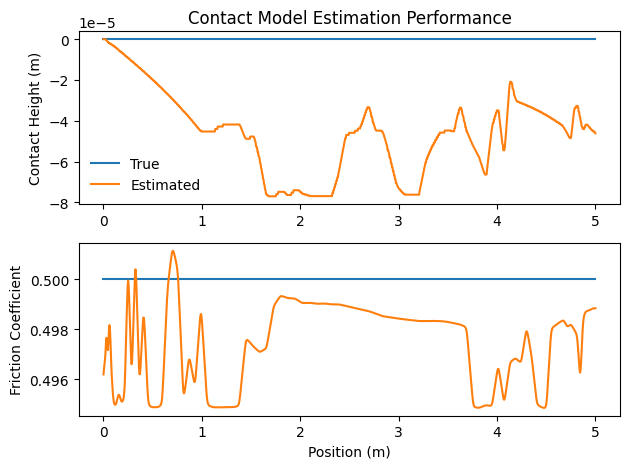 Contact Model Estimation Performance
1e−5
Contact Height (m)
0
−2
−4
−6
−8
True
Estimated
0 1 2 3 4 5
Friction Coefficient
0.500
0.498
0.496
0 1 2 3 4 5
Position (m)